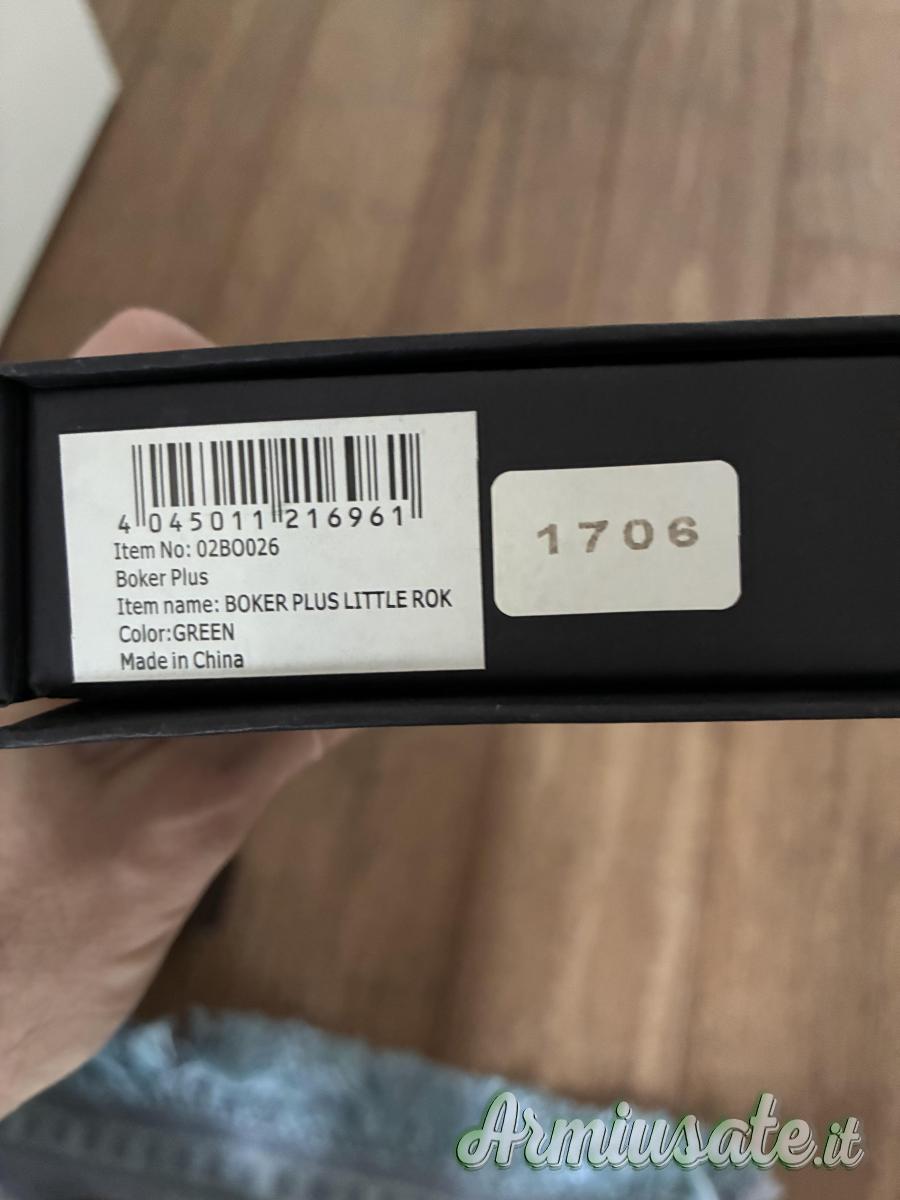 4 045011 216961
Item No: 02BO026
Boker Plus
Item name: BOKER PLUS LITTLE ROK
Color:GREEN
Made in China
1706
Armiusate.it